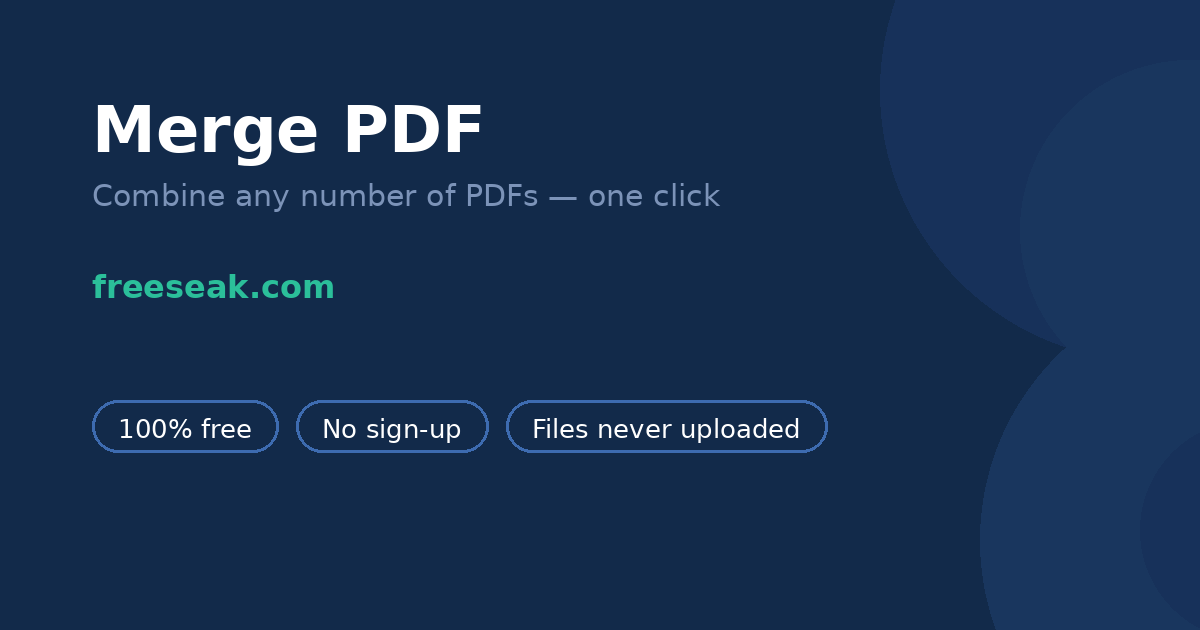 Merge PDF
Combine any number of PDFs — one click
freeseak.com
100% free
No sign-up
Files never uploaded